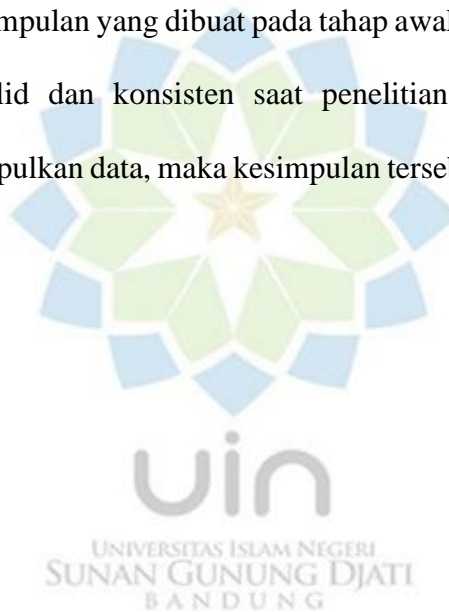 mpulan yang dibuat pada tahap awal
lid dan konsisten saat penelitian
pulkan data, maka kesimpulan terseb
uin
UNIVERSITAS ISLAM NEGERI
SUNAN GUNUNG DJATI
BANDUNG